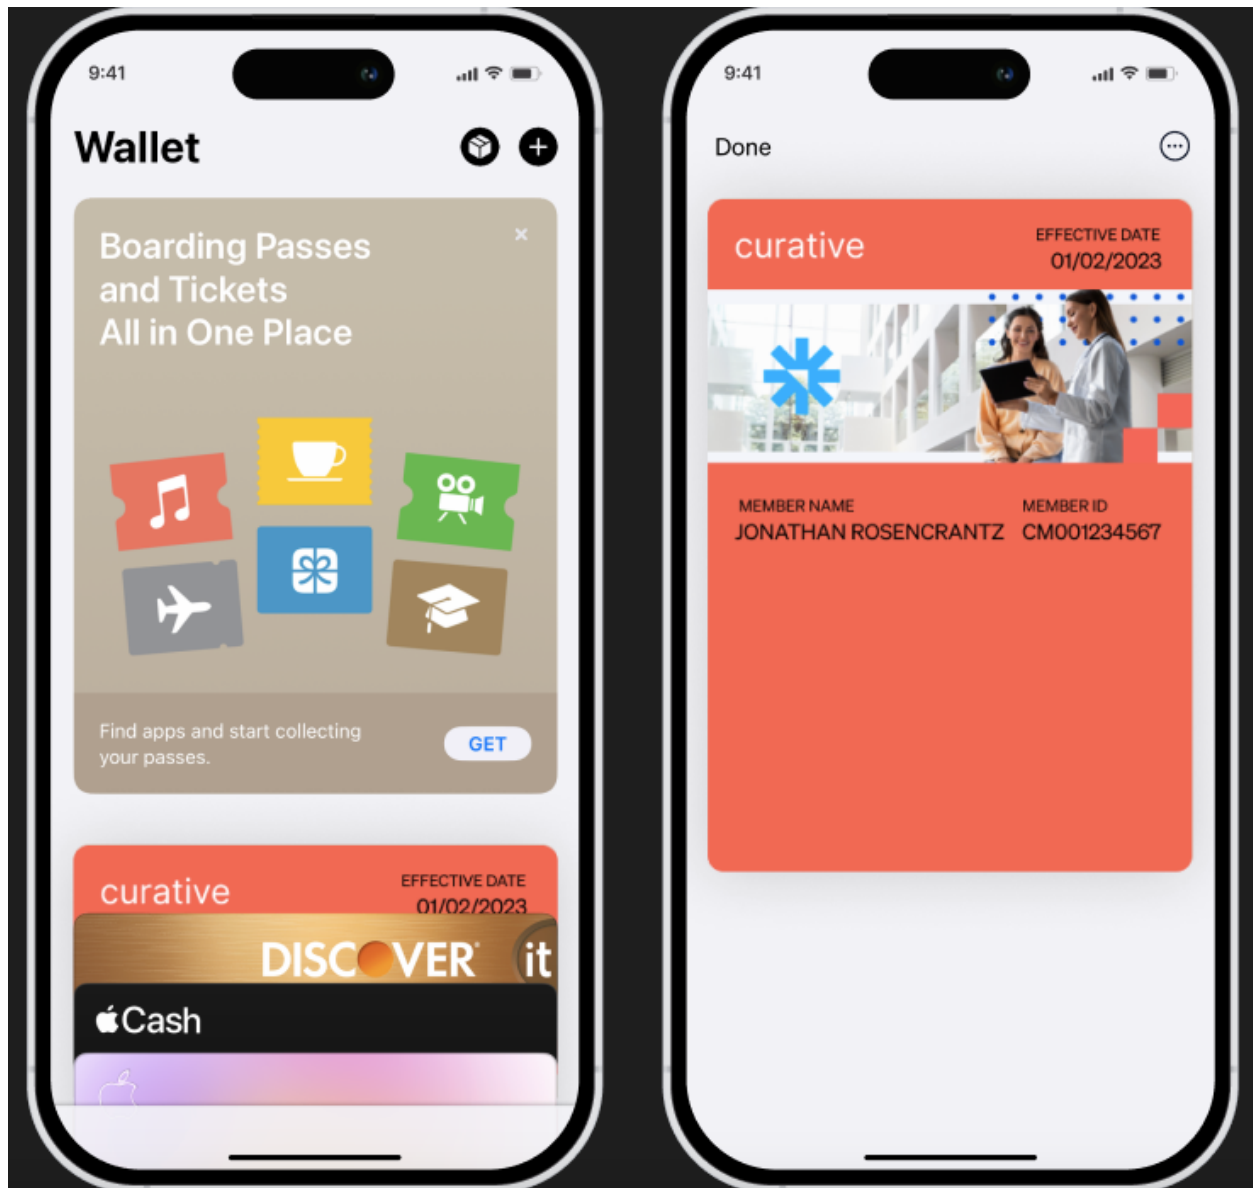 9:41
Wallet
Boarding Passes
and Tickets
All in One Place
Find apps and start collecting
your passes.
GET
curative
EFFECTIVE DATE
01/02/2023
DISCOVER
it
Cash
9:41
Done
curative
EFFECTIVE DATE
01/02/2023
MEMBER NAME
MEMBER ID
JONATHAN ROSENCRANTZ
CM001234567